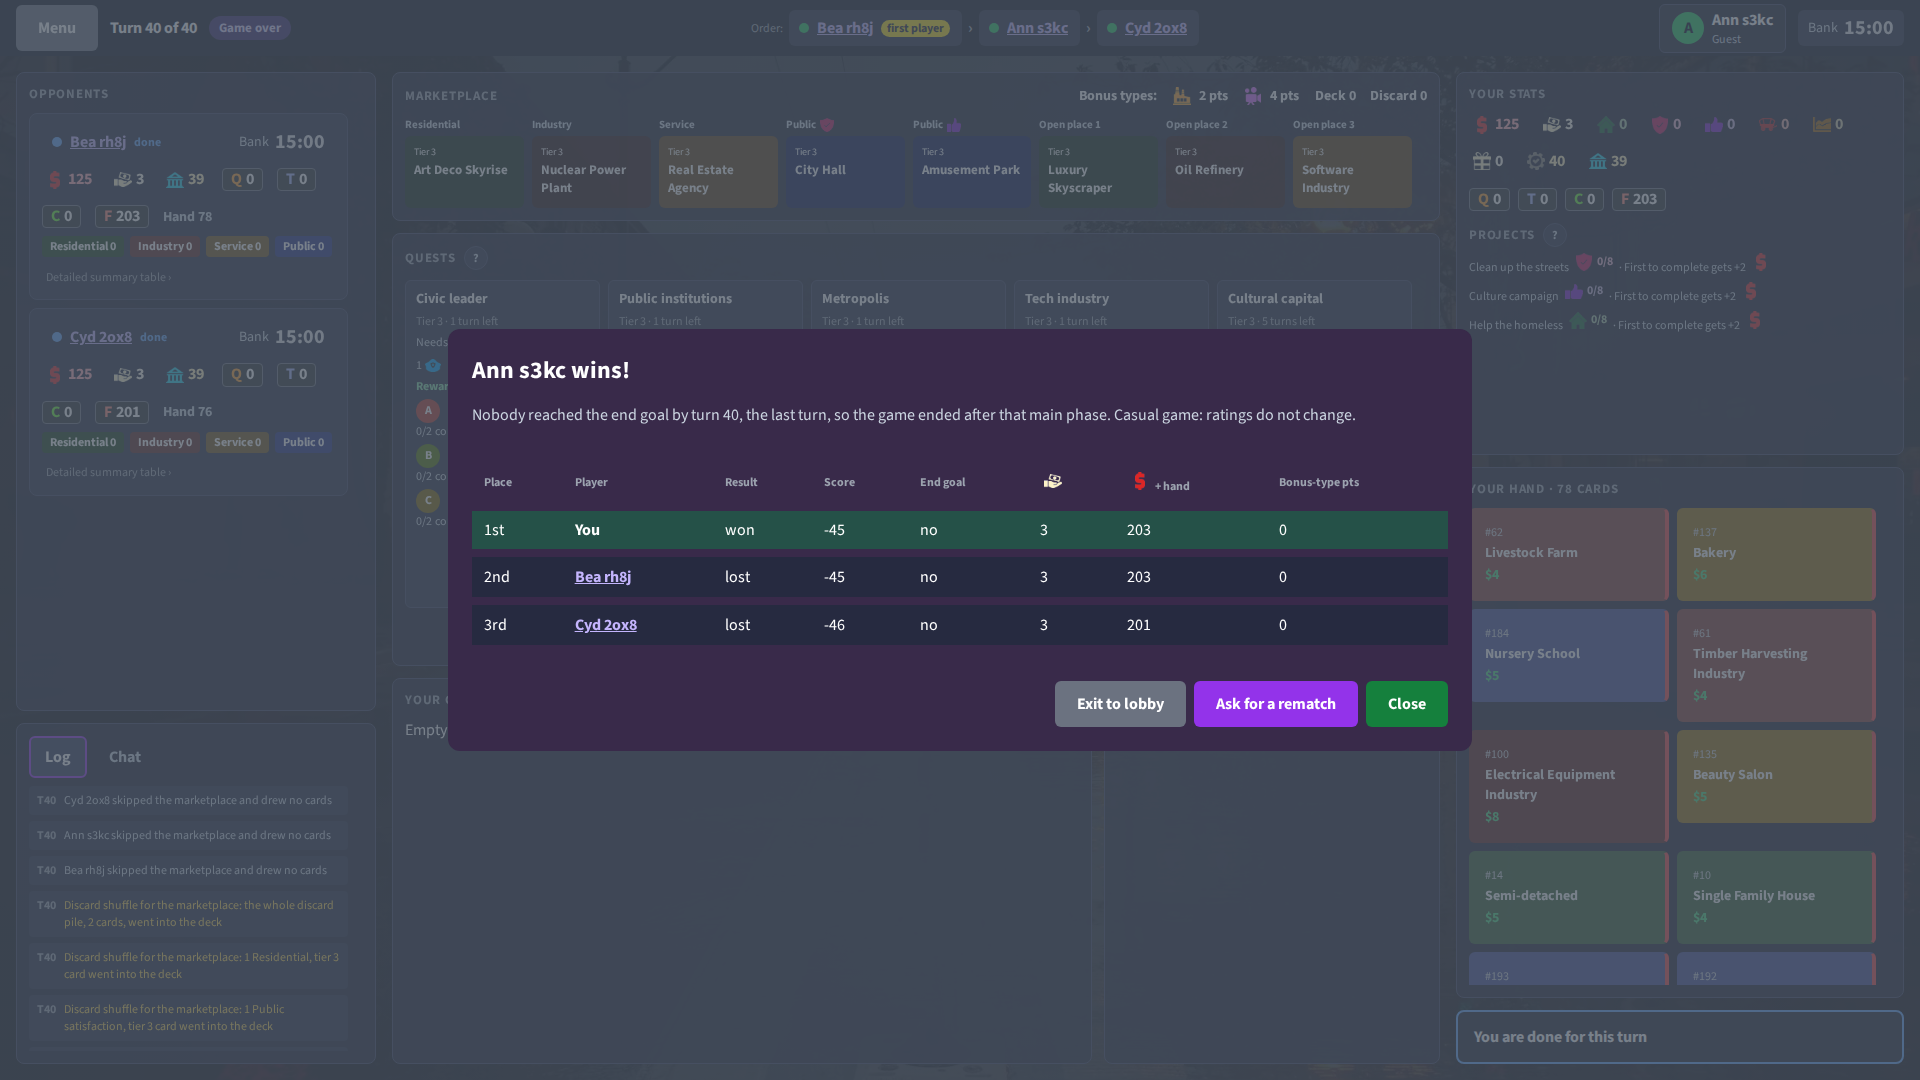 Menu
Turn 40 of 40 Game over
Order: Bea rh8j first player › Ann s3kc › Cyd 2ox8
A Ann s3kc
Guest
Bank 15:00
OPPONENTS
Bea rh8j done Bank 15:00
125 3 39 Q 0 T 0
C 0 F 203 Hand 78
Residential 0 Industry 0 Service 0 Public 0
Detailed summary table ›
Cyd 2ox8 done Bank 15:00
125 3 39 Q 0 T 0
C 0 F 201 Hand 76
Residential 0 Industry 0 Service 0 Public 0
Detailed summary table ›
Log Chat
T40 Cyd 2ox8 skipped the marketplace and drew no cards
T40 Ann s3kc skipped the marketplace and drew no cards
T40 Bea rh8j skipped the marketplace and drew no cards
T40 Discard shuffle for the marketplace: the whole discard
pile, 2 cards, went into the deck
T40 Discard shuffle for the marketplace: 1 Residential, tier 3
card went into the deck
T40 Discard shuffle for the marketplace: 1 Public
satisfaction, tier 3 card went into the deck
MARKETPLACE
Bonus types: 2 pts 4 pts Deck 0 Discard 0
Residential Industry Service Public Public Open place 1 Open place 2 Open place 3
Tier 3 Tier 3 Tier 3 Tier 3 Tier 3 Tier 3 Tier 3 Tier 3
Art Deco Skyrise
Nuclear Power
Plant
Real Estate
Agency
City Hall
Amusement Park
Luxury
Skyscraper
Oil Refinery
Software
Industry
QUESTS ?
Civic leader Public institutions Metropolis Tech industry Cultural capital
Tier 3 · 1 turn left Tier 3 · 1 turn left Tier 3 · 1 turn left Tier 3 · 1 turn left Tier 3 · 5 turns left
Needs
1
Rewar
A
0/2 co
B
0/2 co
C
0/2 co
YOUR
Empty
Ann s3kc wins!
Nobody reached the end goal by turn 40, the last turn, so the game ended after that main phase. Casual game: ratings do not change.
Place Player Result Score End goal $ + hand Bonus-type pts
1st You won -45 no 3 203 0
2nd Bea rh8j lost -45 no 3 203 0
3rd Cyd 2ox8 lost -46 no 3 201 0
Exit to lobby Ask for a rematch Close
YOUR STATS
125 3 0 0 0 0 0
0 40 39
Q 0 T 0 C 0 F 203
PROJECTS ?
Clean up the streets 0/8 · First to complete gets +2
Culture campaign 0/8 · First to complete gets +2
Help the homeless 0/8 · First to complete gets +2
YOUR HAND · 78 CARDS
#62
Livestock Farm
$4
#137
Bakery
$6
#184
Nursery School
$5
#61
Timber Harvesting
Industry
$4
#100
Electrical Equipment
Industry
$8
#135
Beauty Salon
$5
#14
Semi-detached
$5
#10
Single Family House
$4
#193
#192
You are done for this turn